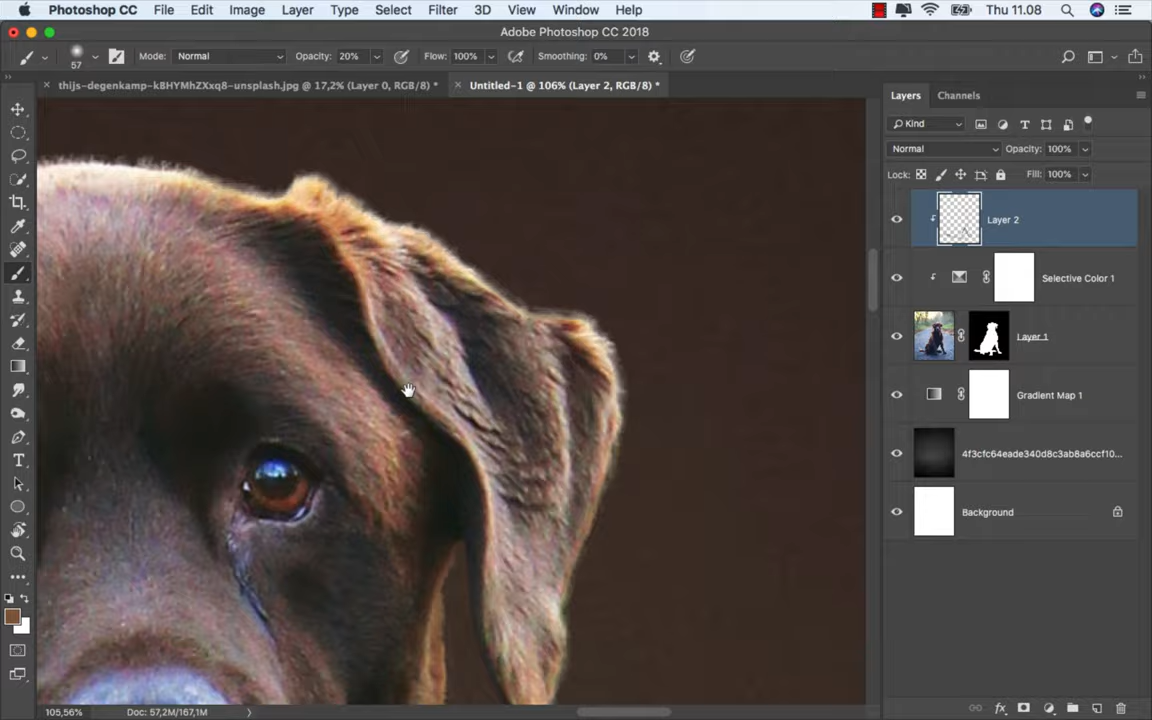 Photoshop CC File Edit Image Layer Type Select Filter 3D View Window Help Thu 11.08
Adobe Photoshop CC 2018
57 Mode: Normal Opacity: 20% Flow: 100% Smoothing: 0%
thijs-degenkamp-kBHYMhZXxq8-unsplash.jpg @ 17,2% (Layer 0, RGB/8) * Untitled-1 @ 106% (Layer 2, RGB/8) *
Layers Channels
Kind
Normal Opacity: 100%
Lock: Fill: 100%
Layer 2
Selective Color 1
Layer 1
Gradient Map 1
4f3cfc64eade340d8c3ab8a6ccf10...
Background
105,56% Doc: 57,2M/167,1M